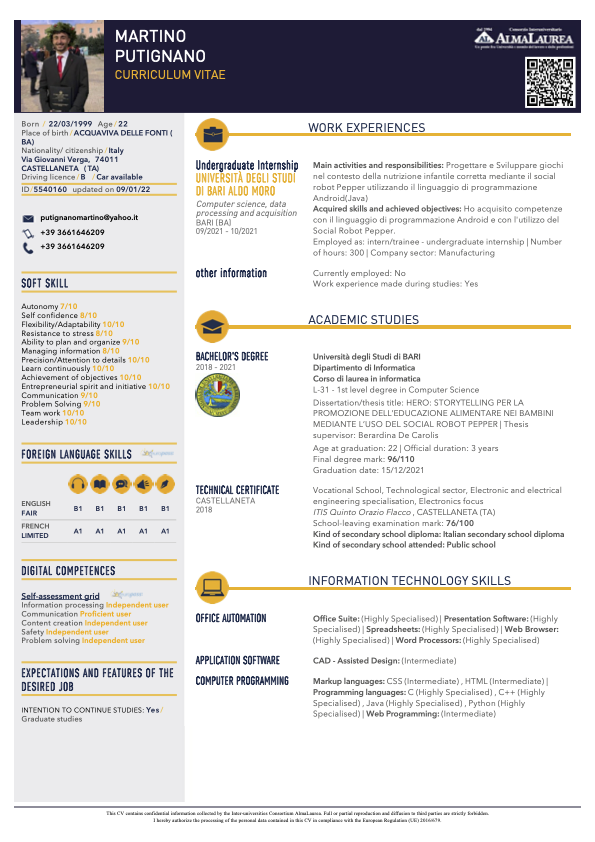 MARTINO
PUTIGNANO
CURRICULUM VITAE
Consorzio Interuniversitario
ALMALAUREA
Born / 22/03/1999 Age / 22
Place of birth / ACQUAVIVA DELLE FONTI (
BA)
Nationality/ citizenship / Italy
Via Giovanni Verga, 74011
CASTELLANETA (TA)
Driving licence / B / Car available
ID / 5540160 updated on 09/01/22
putignanomartino@yahoo.it
+39 3661646209
+39 3661646209
SOFT SKILL
Autonomy 7/10
Self confidence 8/10
Flexibility/Adaptability 10/10
Resistance to stress 8/10
Ability to plan and organize 9/10
Managing information 8/10
Precision/Attention to details 10/10
Learn continuously 10/10
Achievement of objectives 10/10
Entrepreneurial spirit and initiative 10/10
Communication 9/10
Problem Solving 9/10
Team work 10/10
Leadership 10/10
FOREIGN LANGUAGE SKILLS
ENGLISH
FAIR
B1 B1 B1 B1 B1
FRENCH
LIMITED
A1 A1 A1 A1 A1
DIGITAL COMPETENCES
Self-assessment grid
Information processing Independent user
Communication Proficient user
Content creation Independent user
Safety Independent user
Problem solving Independent user
EXPECTATIONS AND FEATURES OF THE
DESIRED JOB
INTENTION TO CONTINUE STUDIES: Yes /
Graduate studies
WORK EXPERIENCES
Undergraduate Internship
UNIVERSITÀ DEGLI STUDI
DI BARI ALDO MORO
Computer science, data
processing and acquisition
BARI (BA)
09/2021 - 10/2021
Main activities and responsibilities: Progettare e Sviluppare giochi
nel contesto della nutrizione infantile corretta mediante il social
robot Pepper utilizzando il linguaggio di programmazione
Android(Java)
Acquired skills and achieved objectives: Ho acquisito competenze
con il linguaggio di programmazione Android e con l'utilizzo del
Social Robot Pepper.
Employed as: intern/trainee - undergraduate internship | Number
of hours: 300 | Company sector: Manufacturing
other information
Currently employed: No
Work experience made during studies: Yes
ACADEMIC STUDIES
BACHELOR'S DEGREE
2018 - 2021
Università degli Studi di BARI
Dipartimento di Informatica
Corso di laurea in informatica
L-31 - 1st level degree in Computer Science
Dissertation/thesis title: HERO: STORYTELLING PER LA
PROMOZIONE DELL'EDUCAZIONE ALIMENTARE NEI BAMBINI
MEDIANTE L'USO DEL SOCIAL ROBOT PEPPER | Thesis
supervisor: Berardina De Carolis
Age at graduation: 22 | Official duration: 3 years
Final degree mark: 96/110
Graduation date: 15/12/2021
TECHNICAL CERTIFICATE
CASTELLANETA
2018
Vocational School, Technological sector, Electronic and electrical
engineering specialisation, Electronics focus
ITIS Quinto Orazio Flacco , CASTELLANETA (TA)
School-leaving examination mark: 76/100
Kind of secondary school diploma: Italian secondary school diploma
Kind of secondary school attended: Public school
INFORMATION TECHNOLOGY SKILLS
OFFICE AUTOMATION
Office Suite: (Highly Specialised) | Presentation Software: (Highly
Specialised) | Spreadsheets: (Highly Specialised) | Web Browser:
(Highly Specialised) | Word Processors: (Highly Specialised)
APPLICATION SOFTWARE
CAD - Assisted Design: (Intermediate)
COMPUTER PROGRAMMING
Markup languages: CSS (Intermediate) , HTML (Intermediate) |
Programming languages: C (Highly Specialised) , C++ (Highly
Specialised) , Java (Highly Specialised) , Python (Highly
Specialised) | Web Programming: (Intermediate)
This CV contains confidential information collected by the Inter-universities Consortium AlmaLaurea. Full or partial reproduction and diffusion to third parties are strictly forbidden.
I hereby authorize the processing of the personal data contained in this CV in compliance with the European Regulation (UE) 2016/679.